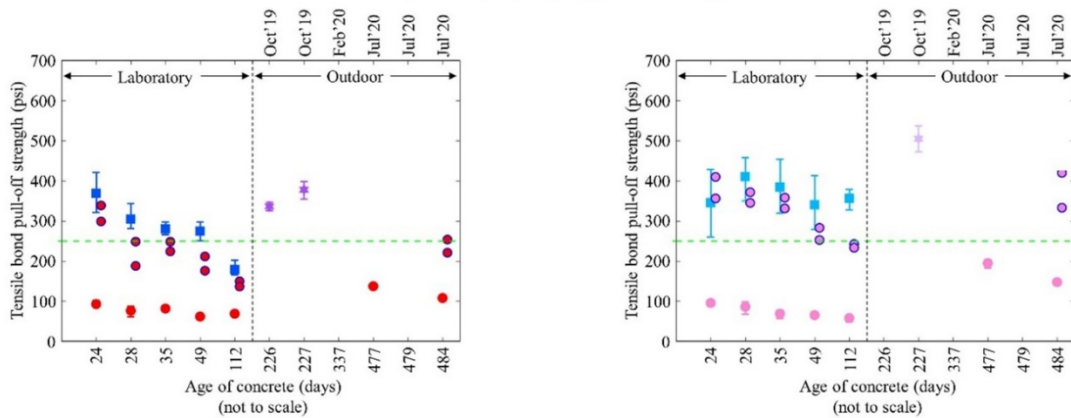 Oct'19
Oct'19
Feb'20
Jul'20
Jul'20
Jul'20
Tensile bond pull-off strength (psi)
700
600
500
400
300
200
100
0
Laboratory
Outdoor
24
28
35
49
112
226
227
337
477
479
484
Age of concrete (days)
(not to scale)
Oct'19
Oct'19
Feb'20
Jul'20
Jul'20
Jul'20
Tensile bond pull-off strength (psi)
700
600
500
400
300
200
100
0
Laboratory
Outdoor
24
28
35
49
112
226
227
337
477
479
484
Age of concrete (days)
(not to scale)